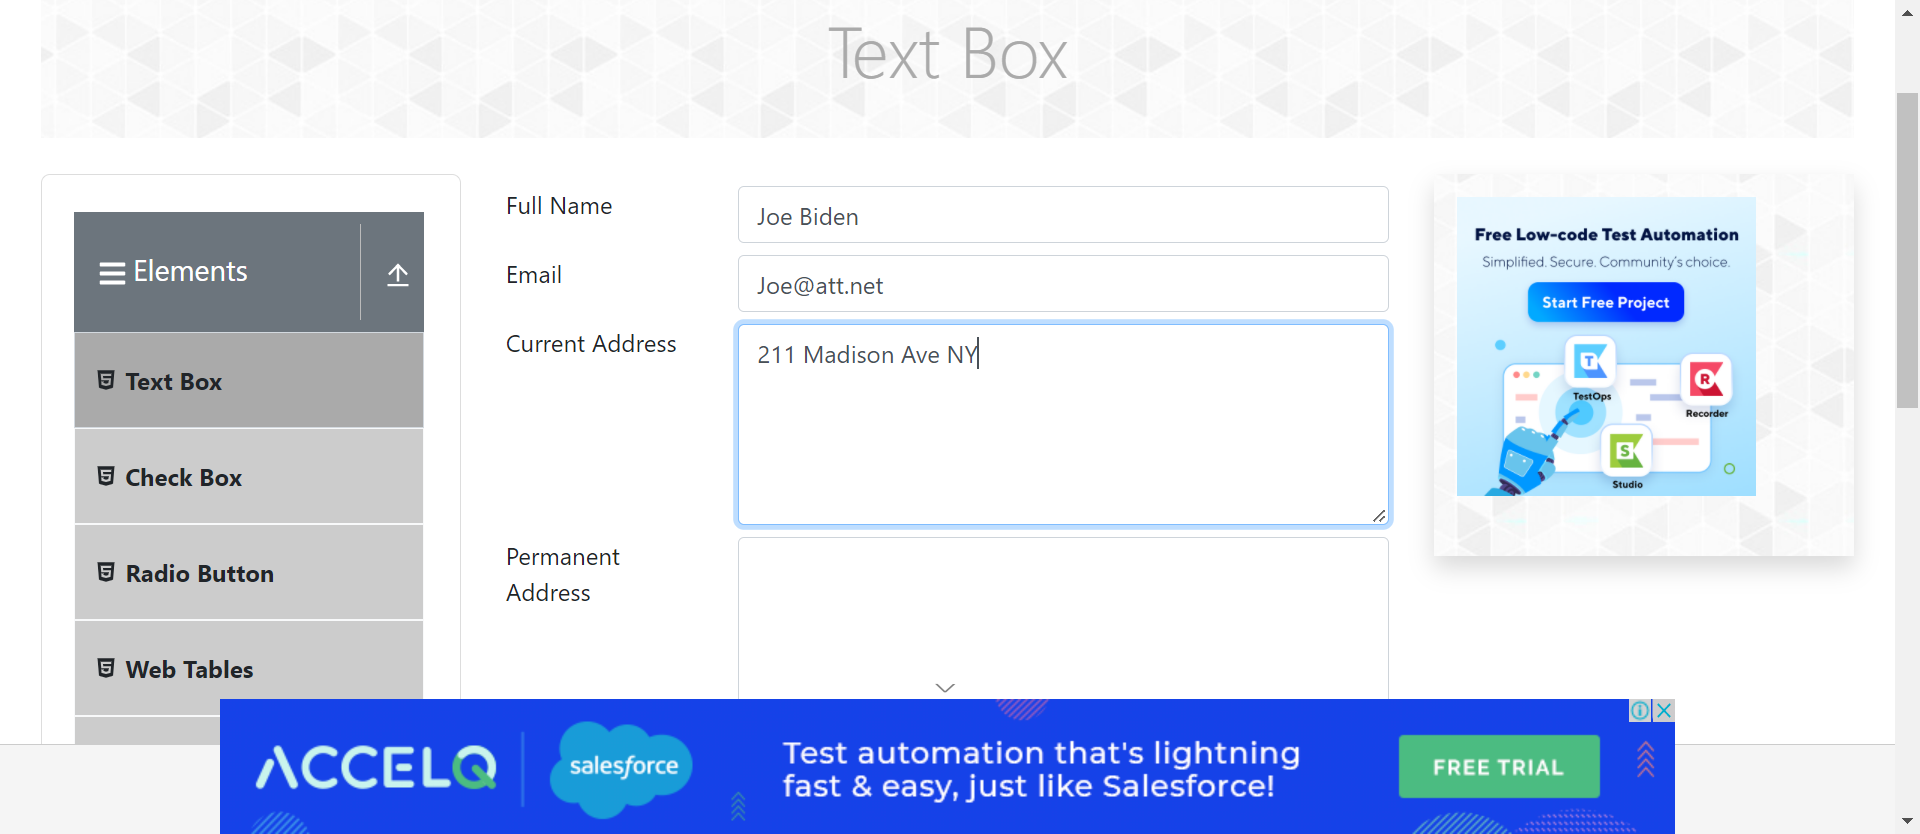 Text Box
Elements
Text Box
Check Box
Radio Button
Web Tables
Full Name
Joe Biden
Email
Joe@att.net
Current Address
211 Madison Ave NY
Permanent
Address
Free Low-code Test Automation
Simplified. Secure. Community's choice.
Start Free Project
T
TestOps
R
Recorder
S
Studio
ACCELQ
salesforce
Test automation that's lightning
fast & easy, just like Salesforce!
FREE TRIAL